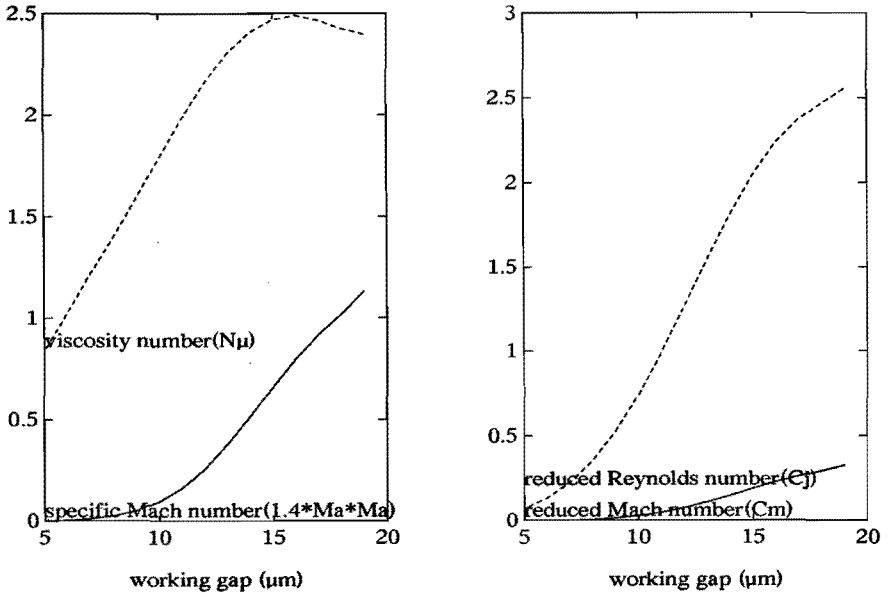 2.5
2
1.5
1
viscosity number(Nμ)
0.5
specific Mach number(1.4*Ma*Ma)
0
5 10 15 20
working gap (μm)
3
2.5
2
1.5
1
0.5
reduced Reynolds number(Cj)
reduced Mach number(Cm)
0
5 10 15 20
working gap (μm)